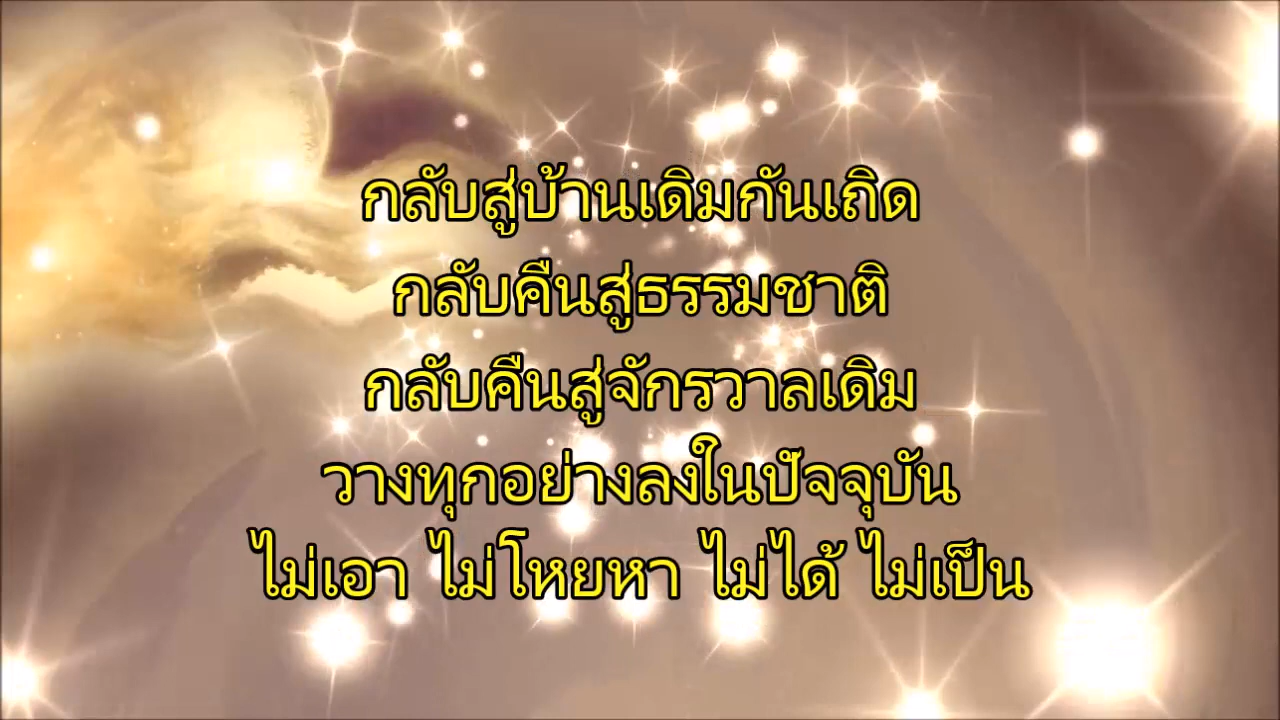 กลับสู่บ้านเดิมกันเถิด
กลับคืนสู่ธรรมชาติ
กลับคืนสู่จักรวาลเดิม
วางทุกอย่างลงในปัจจุบัน
ไม่เอา ไม่โหยหา ไม่ได้ ไม่เป็น